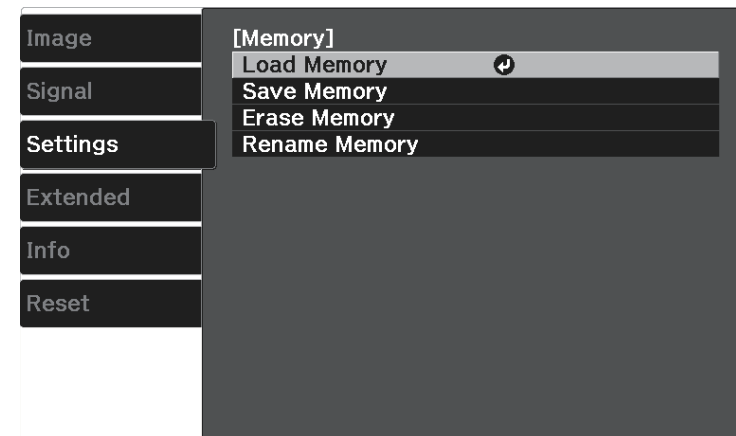 Image
Signal
Settings
Extended
Info
Reset
[Memory]
Load Memory
Save Memory
Erase Memory
Rename Memory